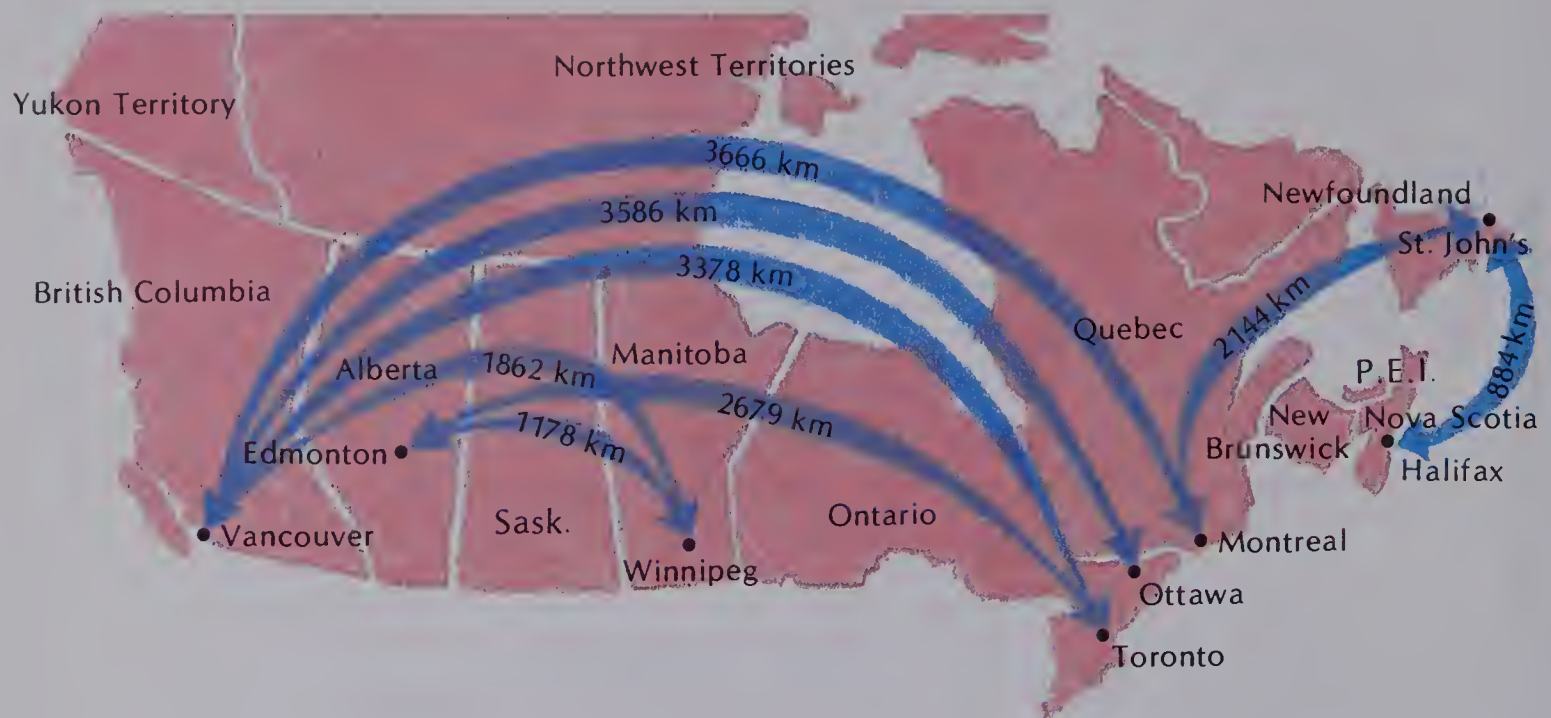 Northwest Territories
Yukon Territory
3666 km
Newfoundland
3586 km
St. John's
3378 km
British Columbia
2144 km
Quebec
884 km
Manitoba
Alberta
1862 km
P.E.I.
2679 km
New
Brunswick
Nova Scotia
1178 km
Edmonton
Halifax
Ontario
Sask.
Vancouver
Montreal
Winnipeg
Ottawa
Toronto